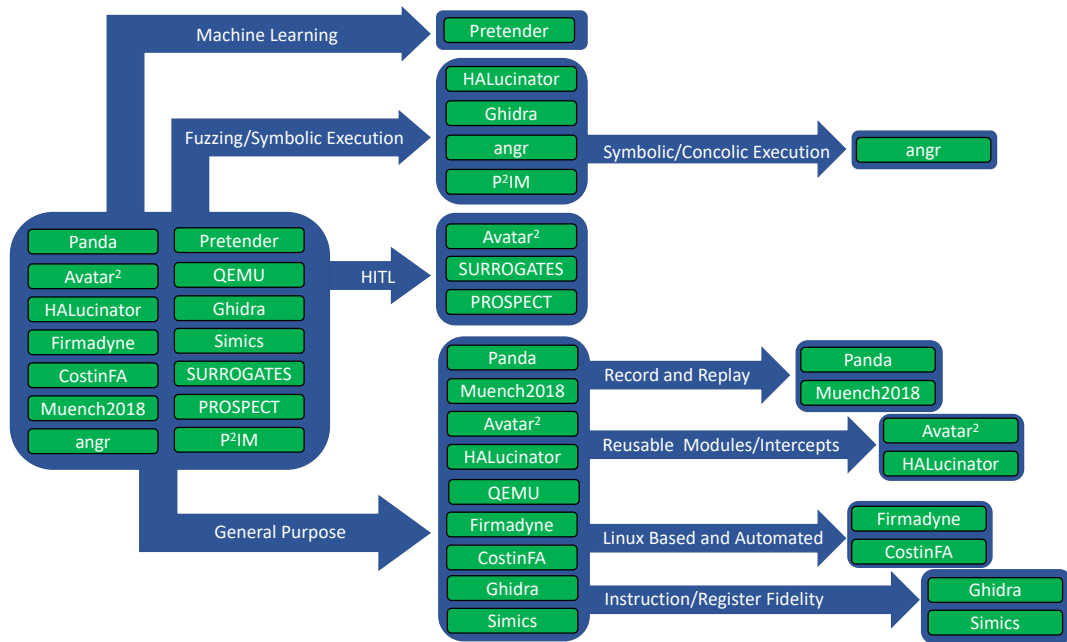 Machine Learning
Pretender
Fuzzing/Symbolic Execution
HALucinator
Ghidra
angr
P²IM
Symbolic/Concolic Execution
angr
Panda
Avatar²
HALucinator
Firmadyne
CostinFA
Muench2018
angr
Pretender
QEMU
Ghidra
Simics
SURROGATES
PROSPECT
P²IM
HITL
Avatar²
SURROGATES
PROSPECT
General Purpose
Panda
Muench2018
Avatar²
HALucinator
QEMU
Firmadyne
CostinFA
Ghidra
Simics
Record and Replay
Panda
Muench2018
Reusable Modules/Intercepts
Avatar²
HALucinator
Linux Based and Automated
Firmadyne
CostinFA
Instruction/Register Fidelity
Ghidra
Simics